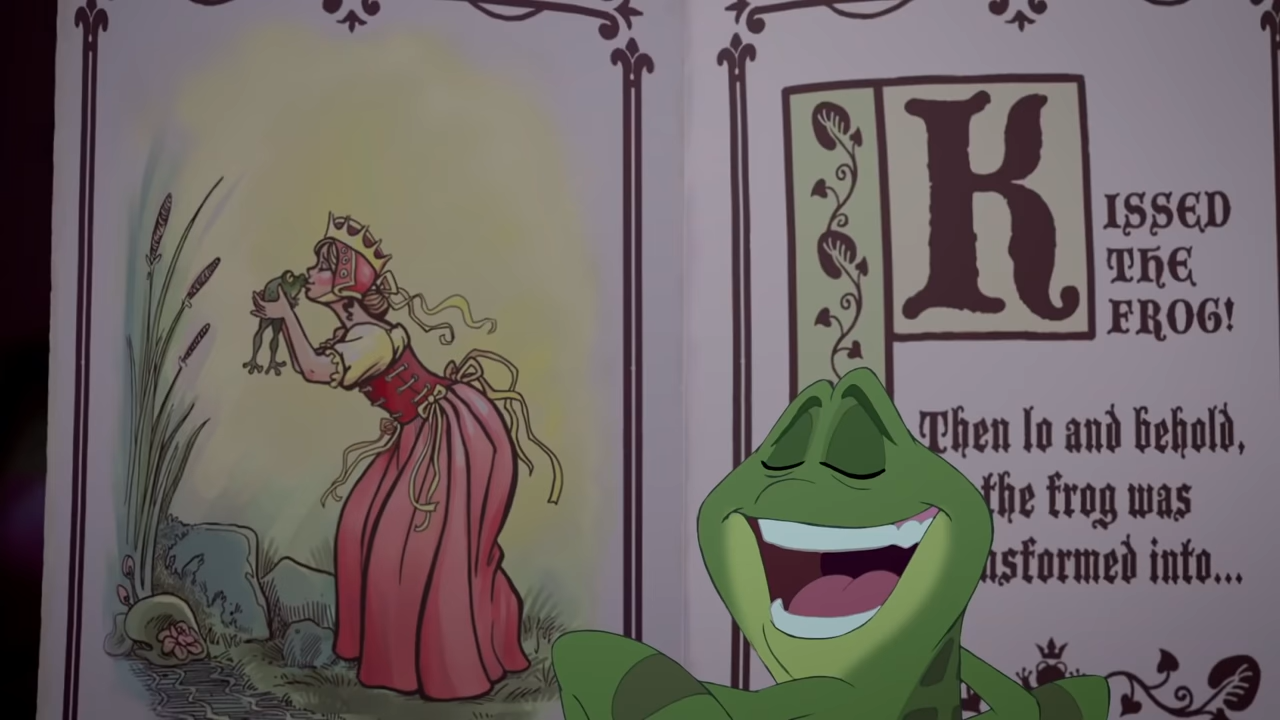 KISSED
THE
FROG!
Then lo and behold,
the frog was
into...